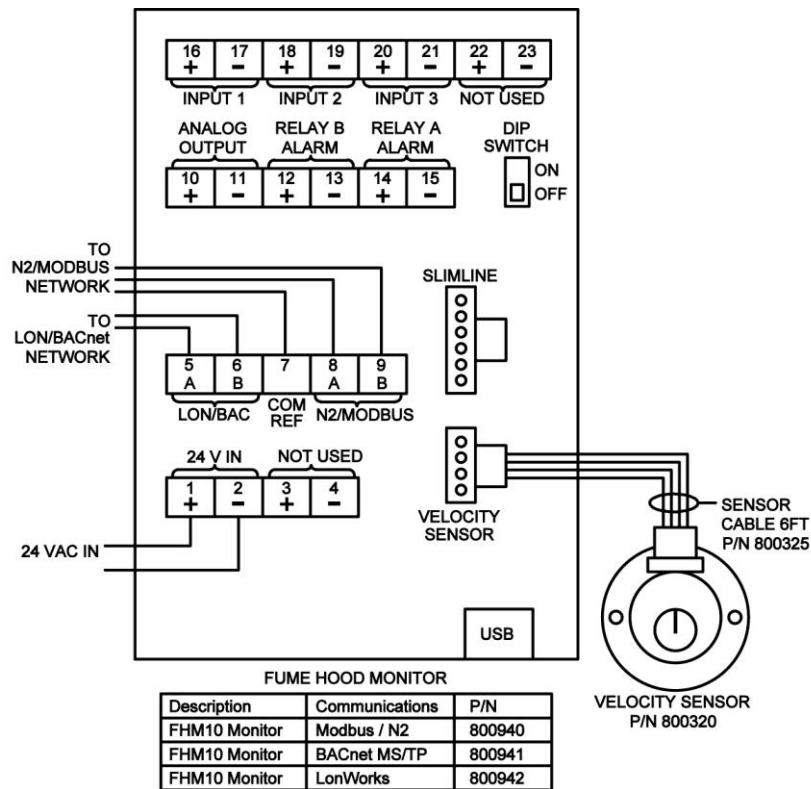 16 17 18 19 20 21 22 23
+ − + − + − + −
INPUT 1 INPUT 2 INPUT 3 NOT USED
ANALOG OUTPUT
RELAY B ALARM
RELAY A ALARM
DIP SWITCH
ON
OFF
10 11 12 13 14 15
+ − + − + −
TO
N2/MODBUS
NETWORK
TO
LON/BACnet
NETWORK
SLIMLINE
5 6 7 8 9
A B A B
LON/BAC
COM
REF
N2/MODBUS
24 V IN NOT USED
1 2 3 4
+ − + −
24 VAC IN
VELOCITY
SENSOR
SENSOR
CABLE 6FT
P/N 800325
USB
VELOCITY SENSOR
P/N 800320
FUME HOOD MONITOR
Description Communications P/N
FHM10 Monitor Modbus / N2 800940
FHM10 Monitor BACnet MS/TP 800941
FHM10 Monitor LonWorks 800942